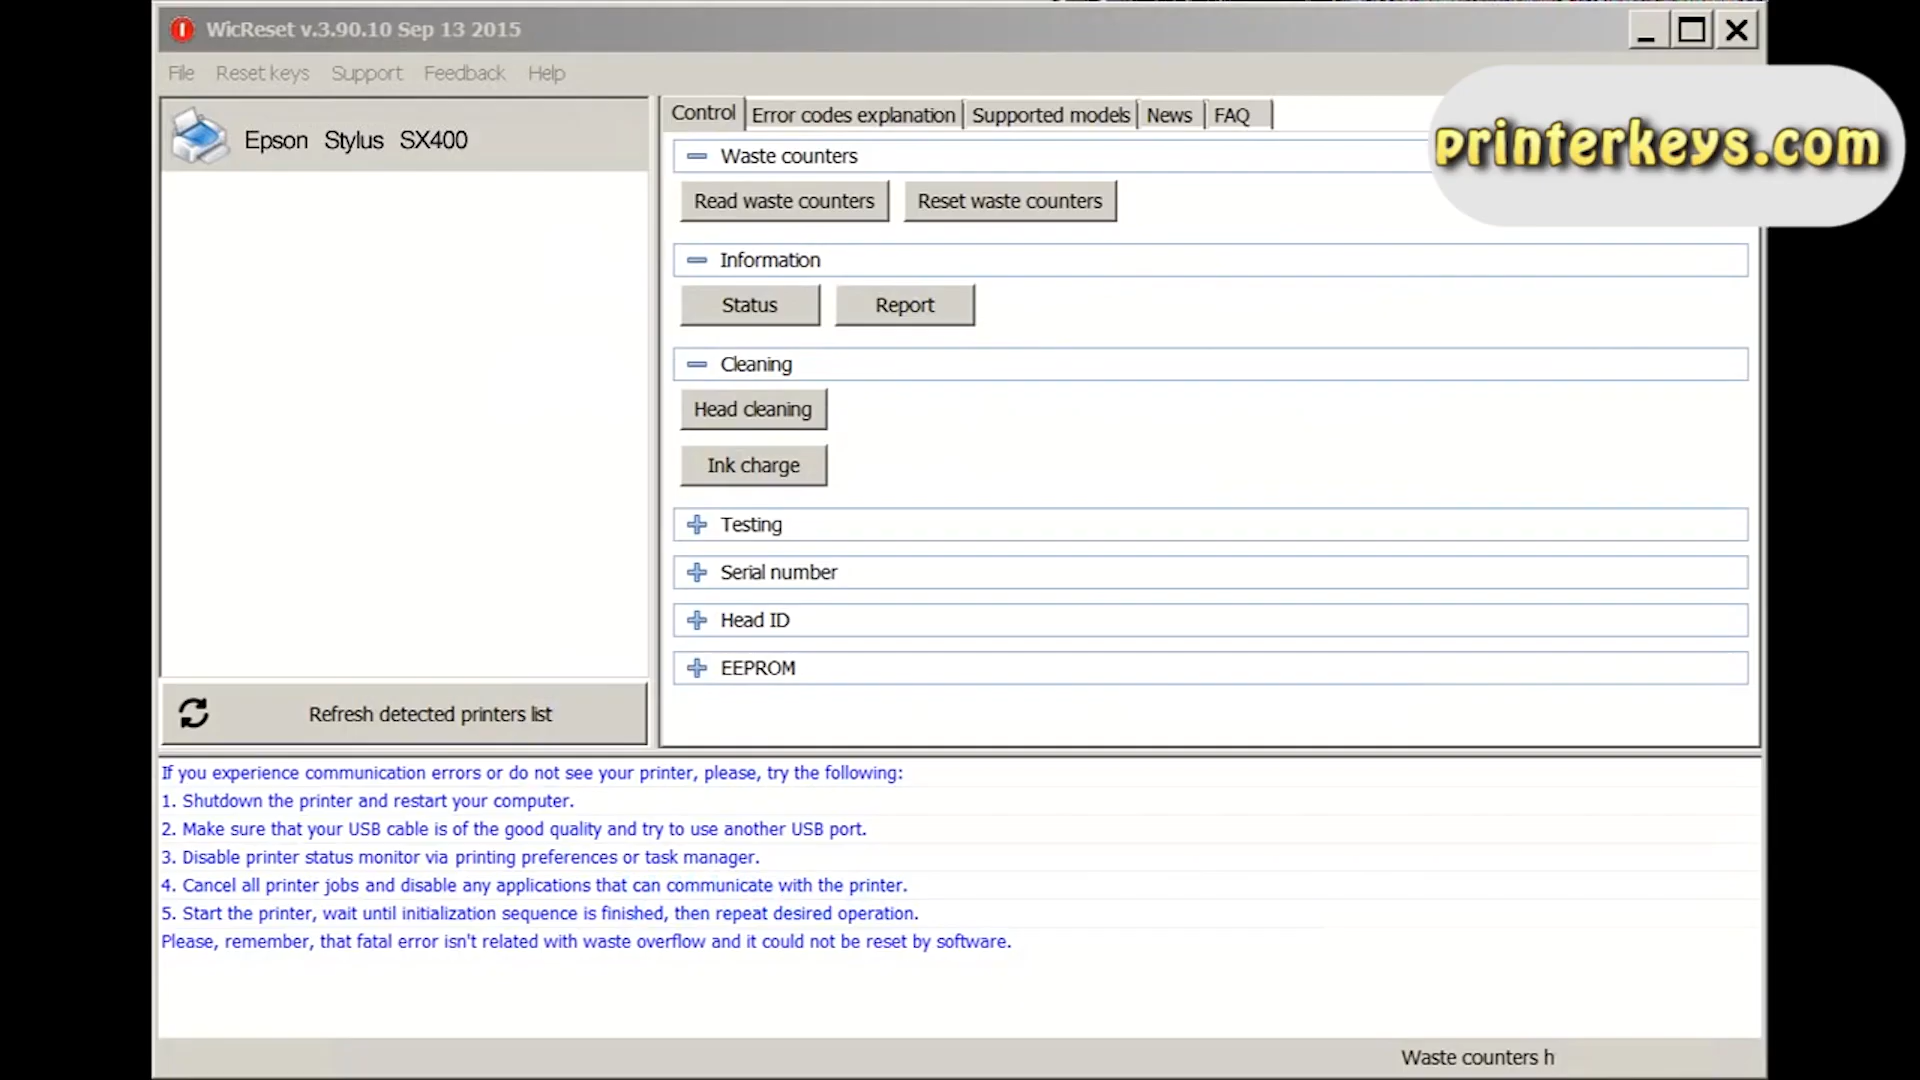 WicReset v.3.90.10 Sep 13 2015
File Reset keys Support Feedback Help
printerkeys.com
Epson Stylus SX400
Control Error codes explanation Supported models News FAQ
Waste counters
Read waste counters Reset waste counters
Information
Status Report
Cleaning
Head cleaning
Ink charge
Testing
Serial number
Head ID
EEPROM
Refresh detected printers list
If you experience communication errors or do not see your printer, please, try the following:
1. Shutdown the printer and restart your computer.
2. Make sure that your USB cable is of the good quality and try to use another USB port.
3. Disable printer status monitor via printing preferences or task manager.
4. Cancel all printer jobs and disable any applications that can communicate with the printer.
5. Start the printer, wait until initialization sequence is finished, then repeat desired operation.
Please, remember, that fatal error isn't related with waste overflow and it could not be reset by software.
Waste counters h